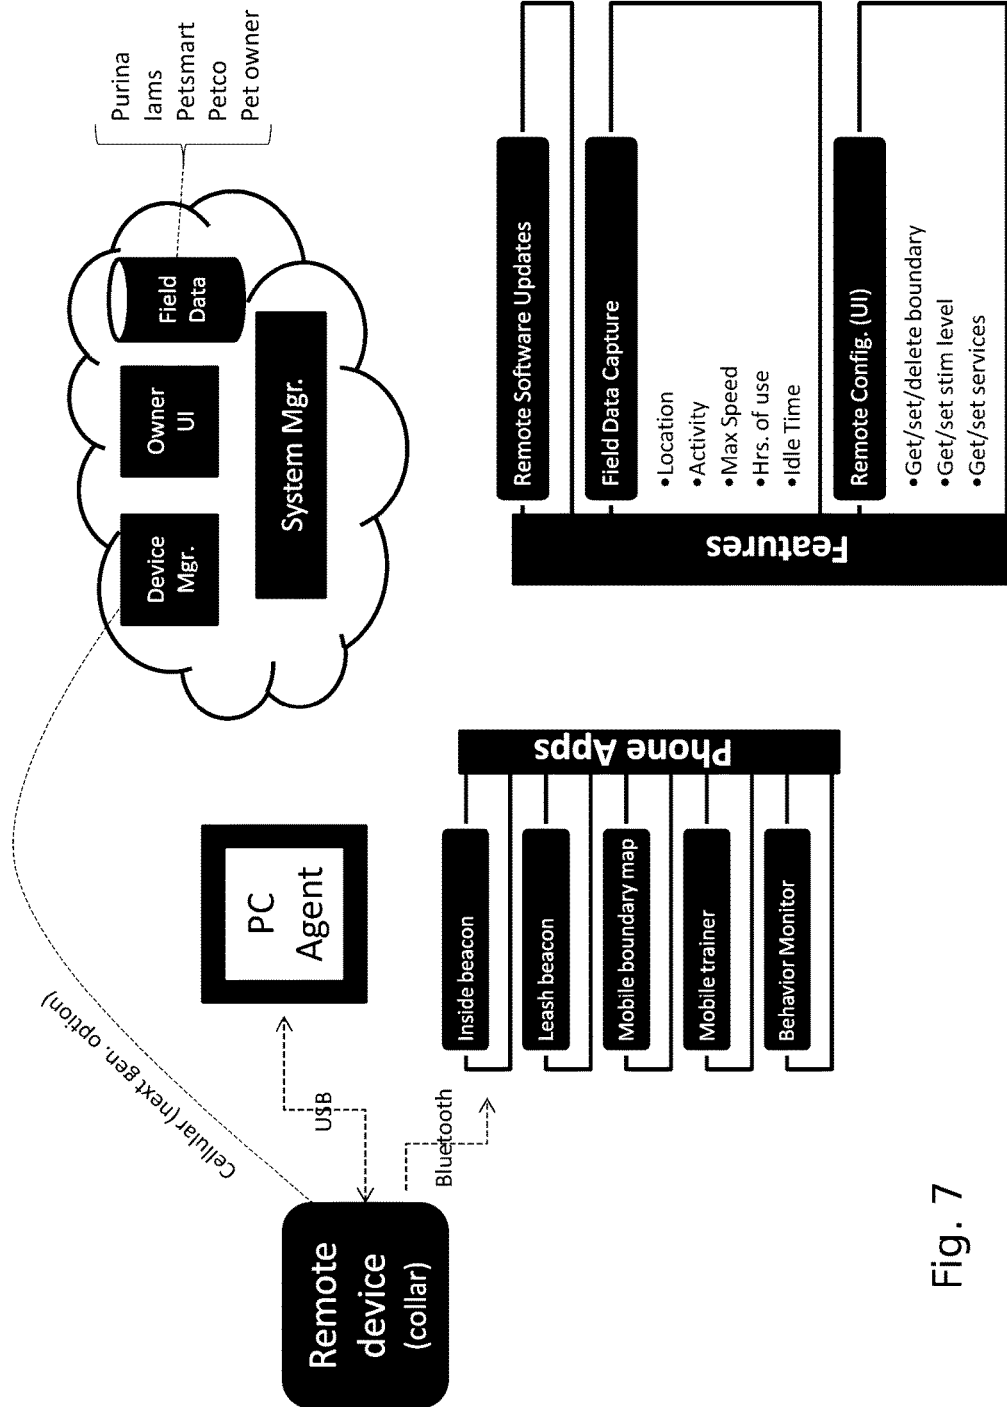 Purina
Iams
Petsmart
Petco
Pet owner
Field
Data
Owner
UI
Device
Mgr.
System Mgr.
Cellular (next gen. option)
PC
Agent
USB
Bluetooth
Remote
device
(collar)
Phone Apps
Inside beacon
Leash beacon
Mobile boundary map
Mobile trainer
Behavior Monitor
Features
Remote Software Updates
Field Data Capture
•Location
•Activity
•Max Speed
•Hrs. of use
•Idle Time
Remote Config. (UI)
•Get/set/delete boundary
•Get/set stim level
•Get/set services
Fig. 7